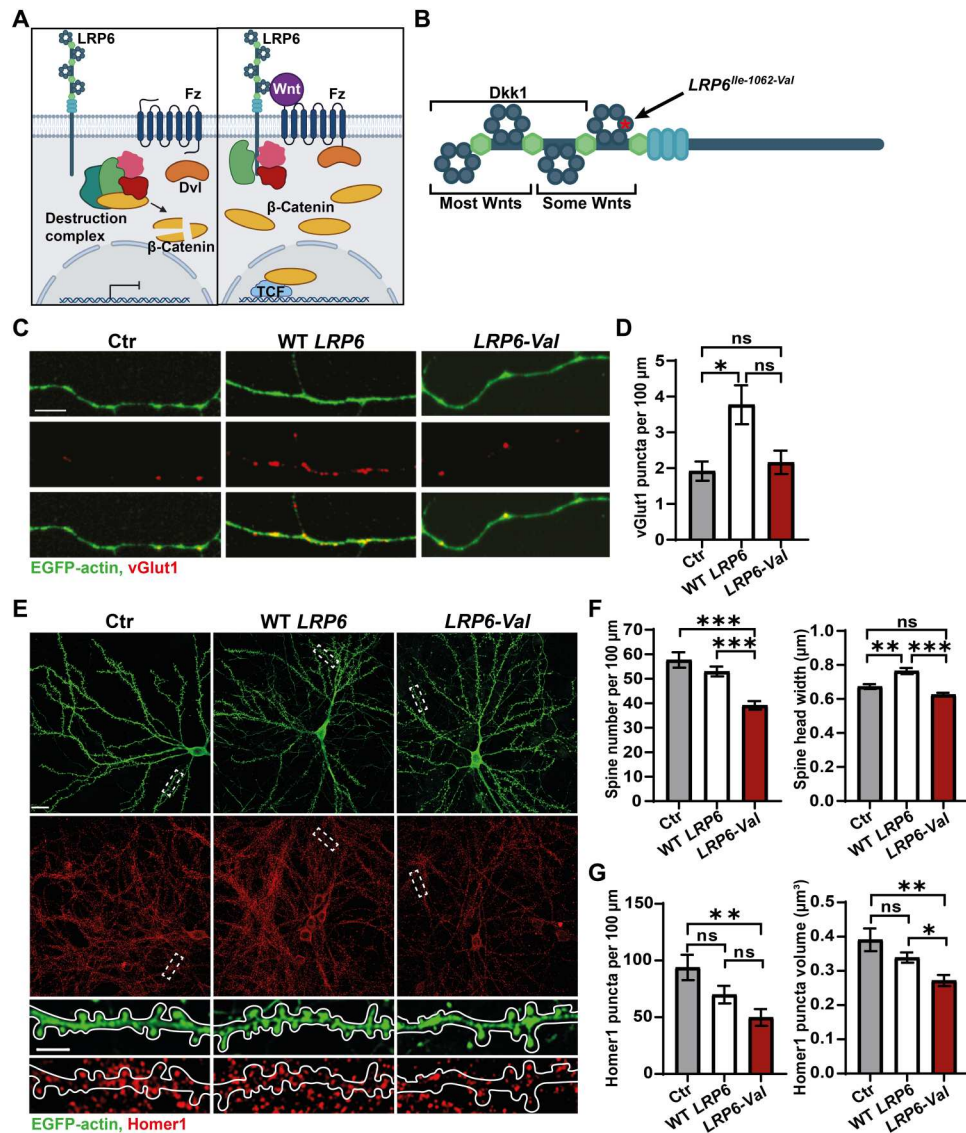 A
LRP6
Fz
Dvl
Destruction
complex
β-Catenin
LRP6
Wnt
Fz
β-Catenin
TCF
B
Dkk1
LRP6Ile-1062-Val
*
Most Wnts
Some Wnts
C
Ctr
WT LRP6
LRP6-Val
EGFP-actin, vGlut1
D
ns
* ns
vGlut1 puncta per 100 μm
5
4
3
2
1
0
Ctr
WT LRP6
LRP6-Val
E
Ctr
WT LRP6
LRP6-Val
EGFP-actin, Homer1
F
***
***
Spine number per 100 μm
70
60
50
40
30
20
10
0
Ctr
WT LRP6
LRP6-Val
ns
** ***
Spine head width (μm)
1.0
0.8
0.6
0.4
0.2
0.0
Ctr
WT LRP6
LRP6-Val
G
**
ns
ns
Homer1 puncta per 100 μm
150
100
50
0
Ctr
WT LRP6
LRP6-Val
**
ns
*
Homer1 puncta volume (μm³)
0.5
0.4
0.3
0.2
0.1
0.0
Ctr
WT LRP6
LRP6-Val